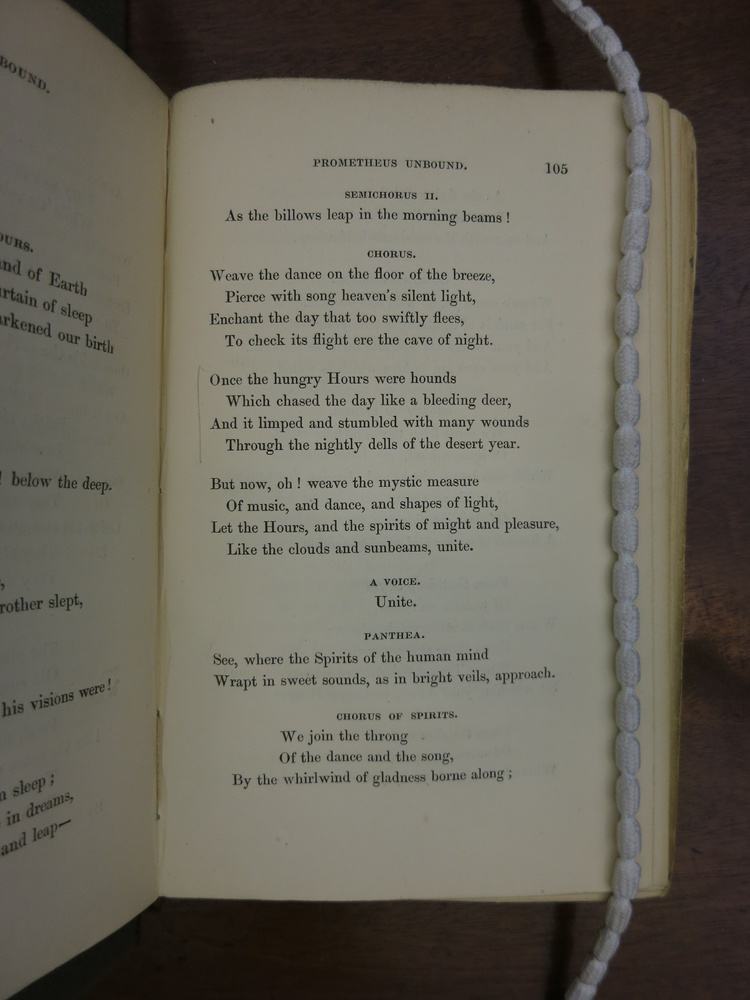 BOUND.
OURS.
nd of Earth
rtain of sleep
rkened our birth
! below the deep.
rother slept,
his visions were!
sleep;
in dreams,
and leap—
PROMETHEUS UNBOUND. 105
SEMICHORUS II.
As the billows leap in the morning beams!
CHORUS.
Weave the dance on the floor of the breeze,
Pierce with song heaven's silent light,
Enchant the day that too swiftly flees,
To check its flight ere the cave of night.
Once the hungry Hours were hounds
Which chased the day like a bleeding deer,
And it limped and stumbled with many wounds
Through the nightly dells of the desert year.
But now, oh! weave the mystic measure
Of music, and dance, and shapes of light,
Let the Hours, and the spirits of might and pleasure,
Like the clouds and sunbeams, unite.
A VOICE.
Unite.
PANTHEA.
See, where the Spirits of the human mind
Wrapt in sweet sounds, as in bright veils, approach.
CHORUS OF SPIRITS.
We join the throng
Of the dance and the song,
By the whirlwind of gladness borne along;